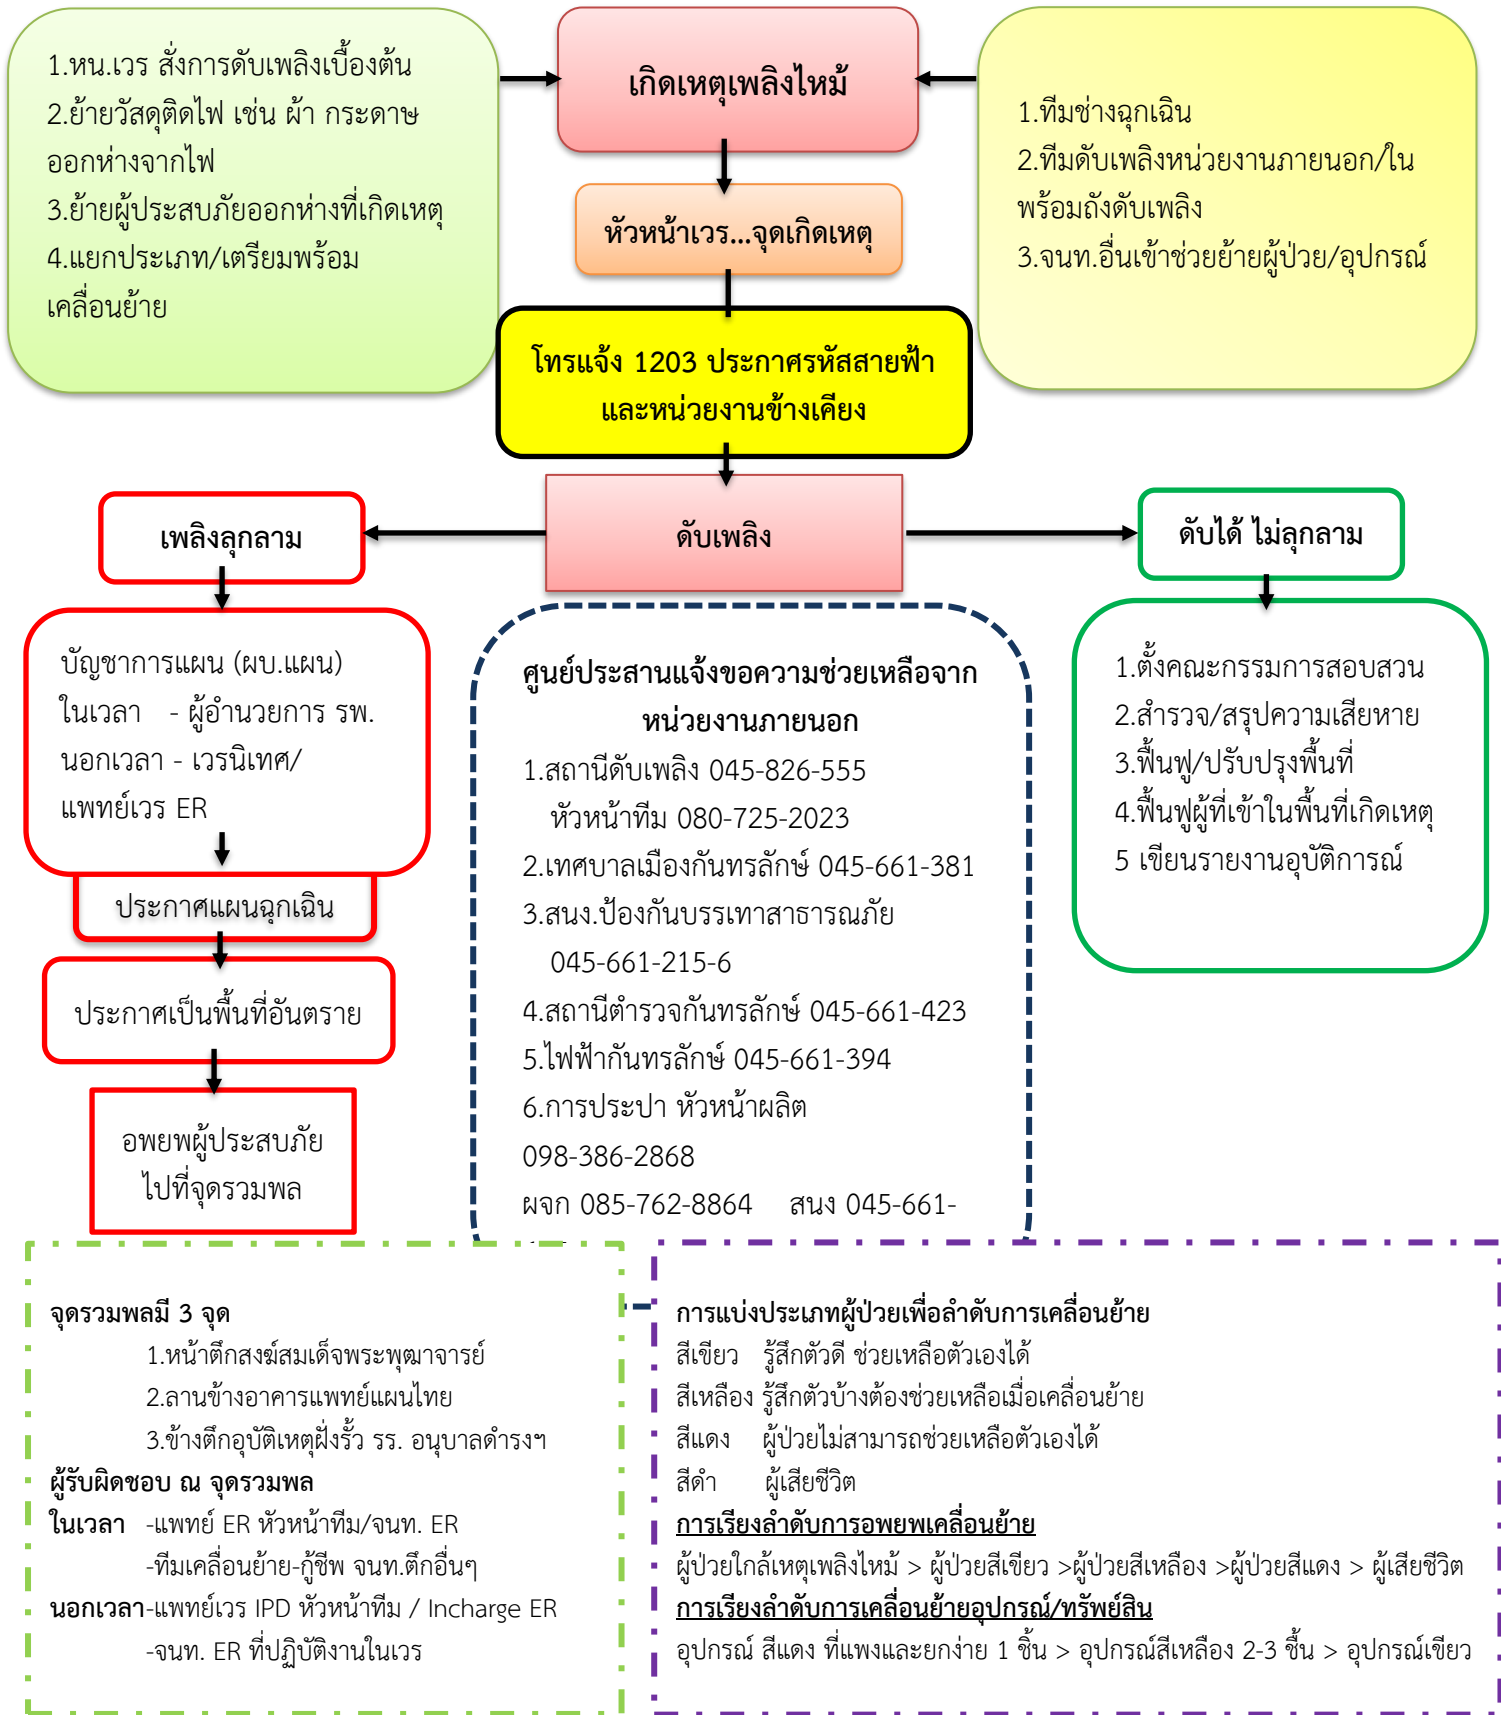 1.หน.เวร สั่งการดับเพลิงเบื้องต้น
2.ย้ายวัสดุติดไฟ เช่น ผ้า กระดาษ
ออกห่างจากไฟ
3.ย้ายผู้ประสบภัยออกห่างที่เกิดเหตุ
4.แยกประเภท/เตรียมพร้อม
เคลื่อนย้าย
เกิดเหตุเพลิงไหม้
1.ทีมช่างฉุกเฉิน
2.ทีมดับเพลิงหน่วยงานภายนอก/ใน
พร้อมถังดับเพลิง
3.จนท.อื่นเข้าช่วยย้ายผู้ป่วย/อุปกรณ์
หัวหน้าเวร...จุดเกิดเหตุ
โทรแจ้ง 1203 ประกาศรหัสสายฟ้า
และหน่วยงานข้างเคียง
เพลิงลุกลาม
ดับเพลิง
ดับได้ ไม่ลุกลาม
บัญชาการแผน (ผบ.แผน)
ในเวลา - ผู้อำนวยการ รพ.
นอกเวลา - เวรนิเทศ/
แพทย์เวร ER
ประกาศแผนฉุกเฉิน
ประกาศเป็นพื้นที่อันตราย
อพยพผู้ประสบภัย
ไปที่จุดรวมพล
ศูนย์ประสานแจ้งขอความช่วยเหลือจาก
หน่วยงานภายนอก
1.สถานีดับเพลิง 045-826-555
หัวหน้าทีม 080-725-2023
2.เทศบาลเมืองกันทรลักษ์ 045-661-381
3.สนง.ป้องกันบรรเทาสาธารณภัย
045-661-215-6
4.สถานีตำรวจกันทรลักษ์ 045-661-423
5.ไฟฟ้ากันทรลักษ์ 045-661-394
6.การประปา หัวหน้าผลิต
098-386-2868
ผจก 085-762-8864 สนง 045-661-
1.ตั้งคณะกรรมการสอบสวน
2.สำรวจ/สรุปความเสียหาย
3.ฟื้นฟู/ปรับปรุงพื้นที่
4.ฟื้นฟูผู้ที่เข้าในพื้นที่เกิดเหตุ
5 เขียนรายงานอุบัติการณ์
จุดรวมพลมี 3 จุด
1.หน้าตึกสงฆ์สมเด็จพระพุฒาจารย์
2.ลานข้างอาคารแพทย์แผนไทย
3.ข้างตึกอุบัติเหตุฝั่งรั้ว รร. อนุบาลดำรงฯ
ผู้รับผิดชอบ ณ จุดรวมพล
ในเวลา -แพทย์ ER หัวหน้าทีม/จนท. ER
-ทีมเคลื่อนย้าย-กู้ชีพ จนท.ตึกอื่นๆ
นอกเวลา-แพทย์เวร IPD หัวหน้าทีม / Incharge ER
-จนท. ER ที่ปฏิบัติงานในเวร
การแบ่งประเภทผู้ป่วยเพื่อลำดับการเคลื่อนย้าย
สีเขียว รู้สึกตัวดี ช่วยเหลือตัวเองได้
สีเหลือง รู้สึกตัวบ้างต้องช่วยเหลือเมื่อเคลื่อนย้าย
สีแดง ผู้ป่วยไม่สามารถช่วยเหลือตัวเองได้
สีดำ ผู้เสียชีวิต
การเรียงลำดับการอพยพเคลื่อนย้าย
ผู้ป่วยใกล้เหตุเพลิงไหม้ > ผู้ป่วยสีเขียว >ผู้ป่วยสีเหลือง >ผู้ป่วยสีแดง > ผู้เสียชีวิต
การเรียงลำดับการเคลื่อนย้ายอุปกรณ์/ทรัพย์สิน
อุปกรณ์ สีแดง ที่แพงและยกง่าย 1 ชิ้น > อุปกรณ์สีเหลือง 2-3 ชื้น > อุปกรณ์เขียว